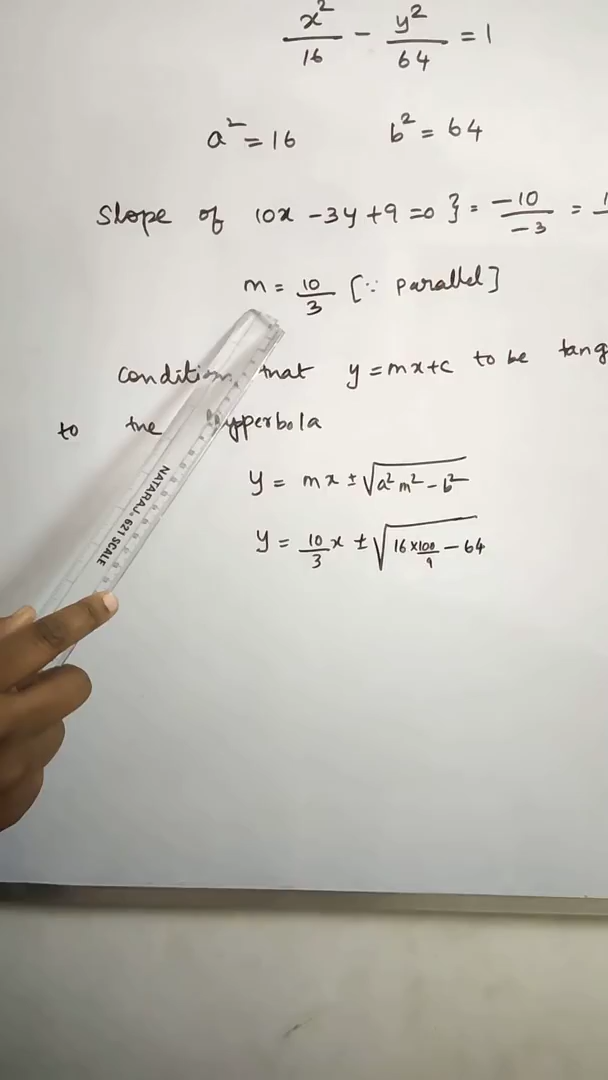 x²/16 - y²/64 = 1
a² = 16 b² = 64
Slope of 10x - 3y + 9 = 0 } = -10/-3 =
m = 10/3 [∵ parallel]
condition that y = mx + c to be tang
to the hyperbola
y = mx ± √(a²m² - b²)
y = 10/3 x ± √(16 × 100/9 - 64)
NATARAJ. 621 SCALE